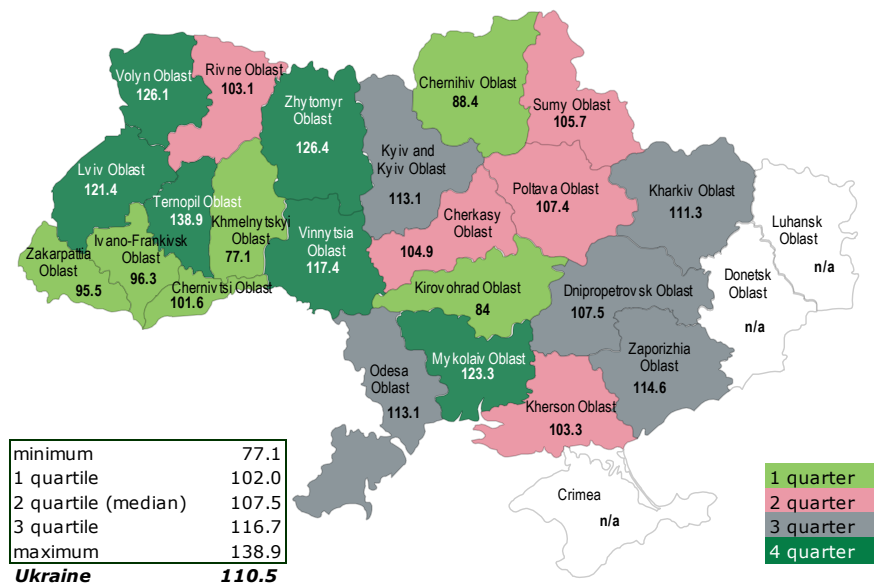 Volyn Oblast
126.1
Rivne Oblast
103.1
Zhytomyr
Oblast
126.4
Kyiv and
Kyiv Oblast
113.1
Chernihiv Oblast
88.4
Sumy Oblast
105.7
Lviv Oblast
121.4
Ternopil Oblast
138.9
Khmelnytskyi
Oblast
77.1
Vinnytsia
Oblast
117.4
Cherkasy
Oblast
104.9
Poltava Oblast
107.4
Kharkiv Oblast
111.3
Luhansk
Oblast
n/a
Donetsk
Oblast
n/a
Zakarpattia
Oblast
95.5
Ivano-Frankivsk
Oblast
96.3
Chernivtsi Oblast
101.6
Kirovohrad Oblast
84
Dnipropetrovsk Oblast
107.5
Zaporizhia
Oblast
114.6
Odesa
Oblast
113.1
Mykolaiv Oblast
123.3
Kherson Oblast
103.3
Crimea
n/a
minimum 77.1
1 quartile 102.0
2 quartile (median) 107.5
3 quartile 116.7
maximum 138.9
Ukraine 110.5
1 quarter
2 quarter
3 quarter
4 quarter